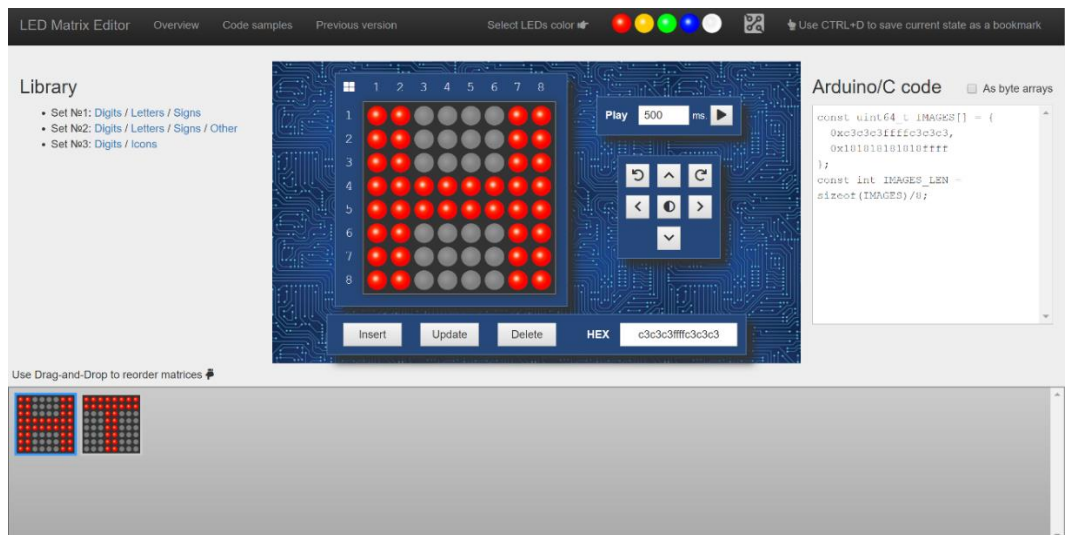 LED Matrix Editor Overview Code samples Previous version Select LEDs color Use CTRL+D to save current state as a bookmark
Library
Set №1: Digits / Letters / Signs
Set №2: Digits / Letters / Signs / Other
Set №3: Digits / Icons
1 2 3 4 5 6 7 8
1
2
3
4
5
6
7
8
Play 500 ms.
Insert Update Delete HEX c3c3c3ffffc3c3c3
Arduino/C code As byte arrays
const uint64_t IMAGES[] = {
0xc3c3c3ffffc3c3c3,
0x181818181818ffff
};
const int IMAGES_LEN =
sizeof(IMAGES)/8;
Use Drag-and-Drop to reorder matrices